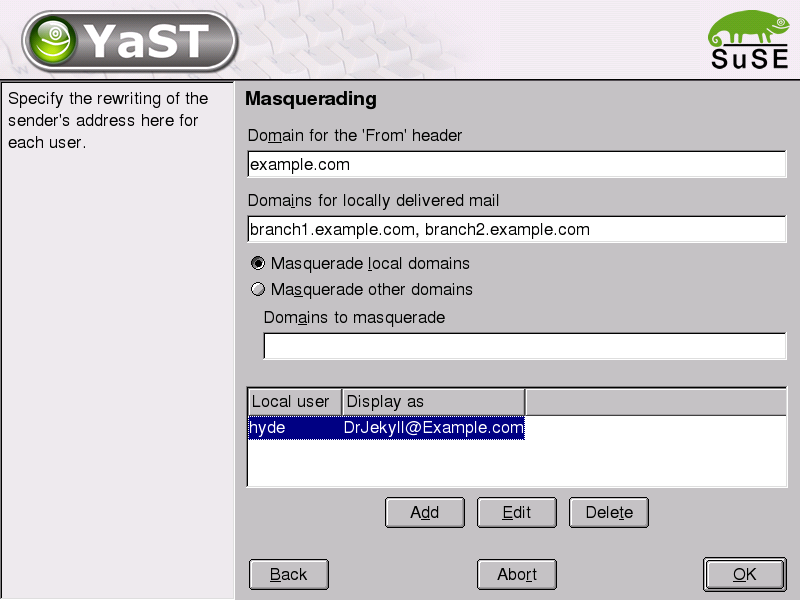 YaST
SuSE
Specify the rewriting of the
sender's address here for
each user.
Masquerading
Domain for the 'From' header
example.com
Domains for locally delivered mail
branch1.example.com, branch2.example.com
Masquerade local domains
Masquerade other domains
Domains to masquerade
Local user Display as
hyde DrJekyll@Example.com
Add Edit Delete
Back Abort OK